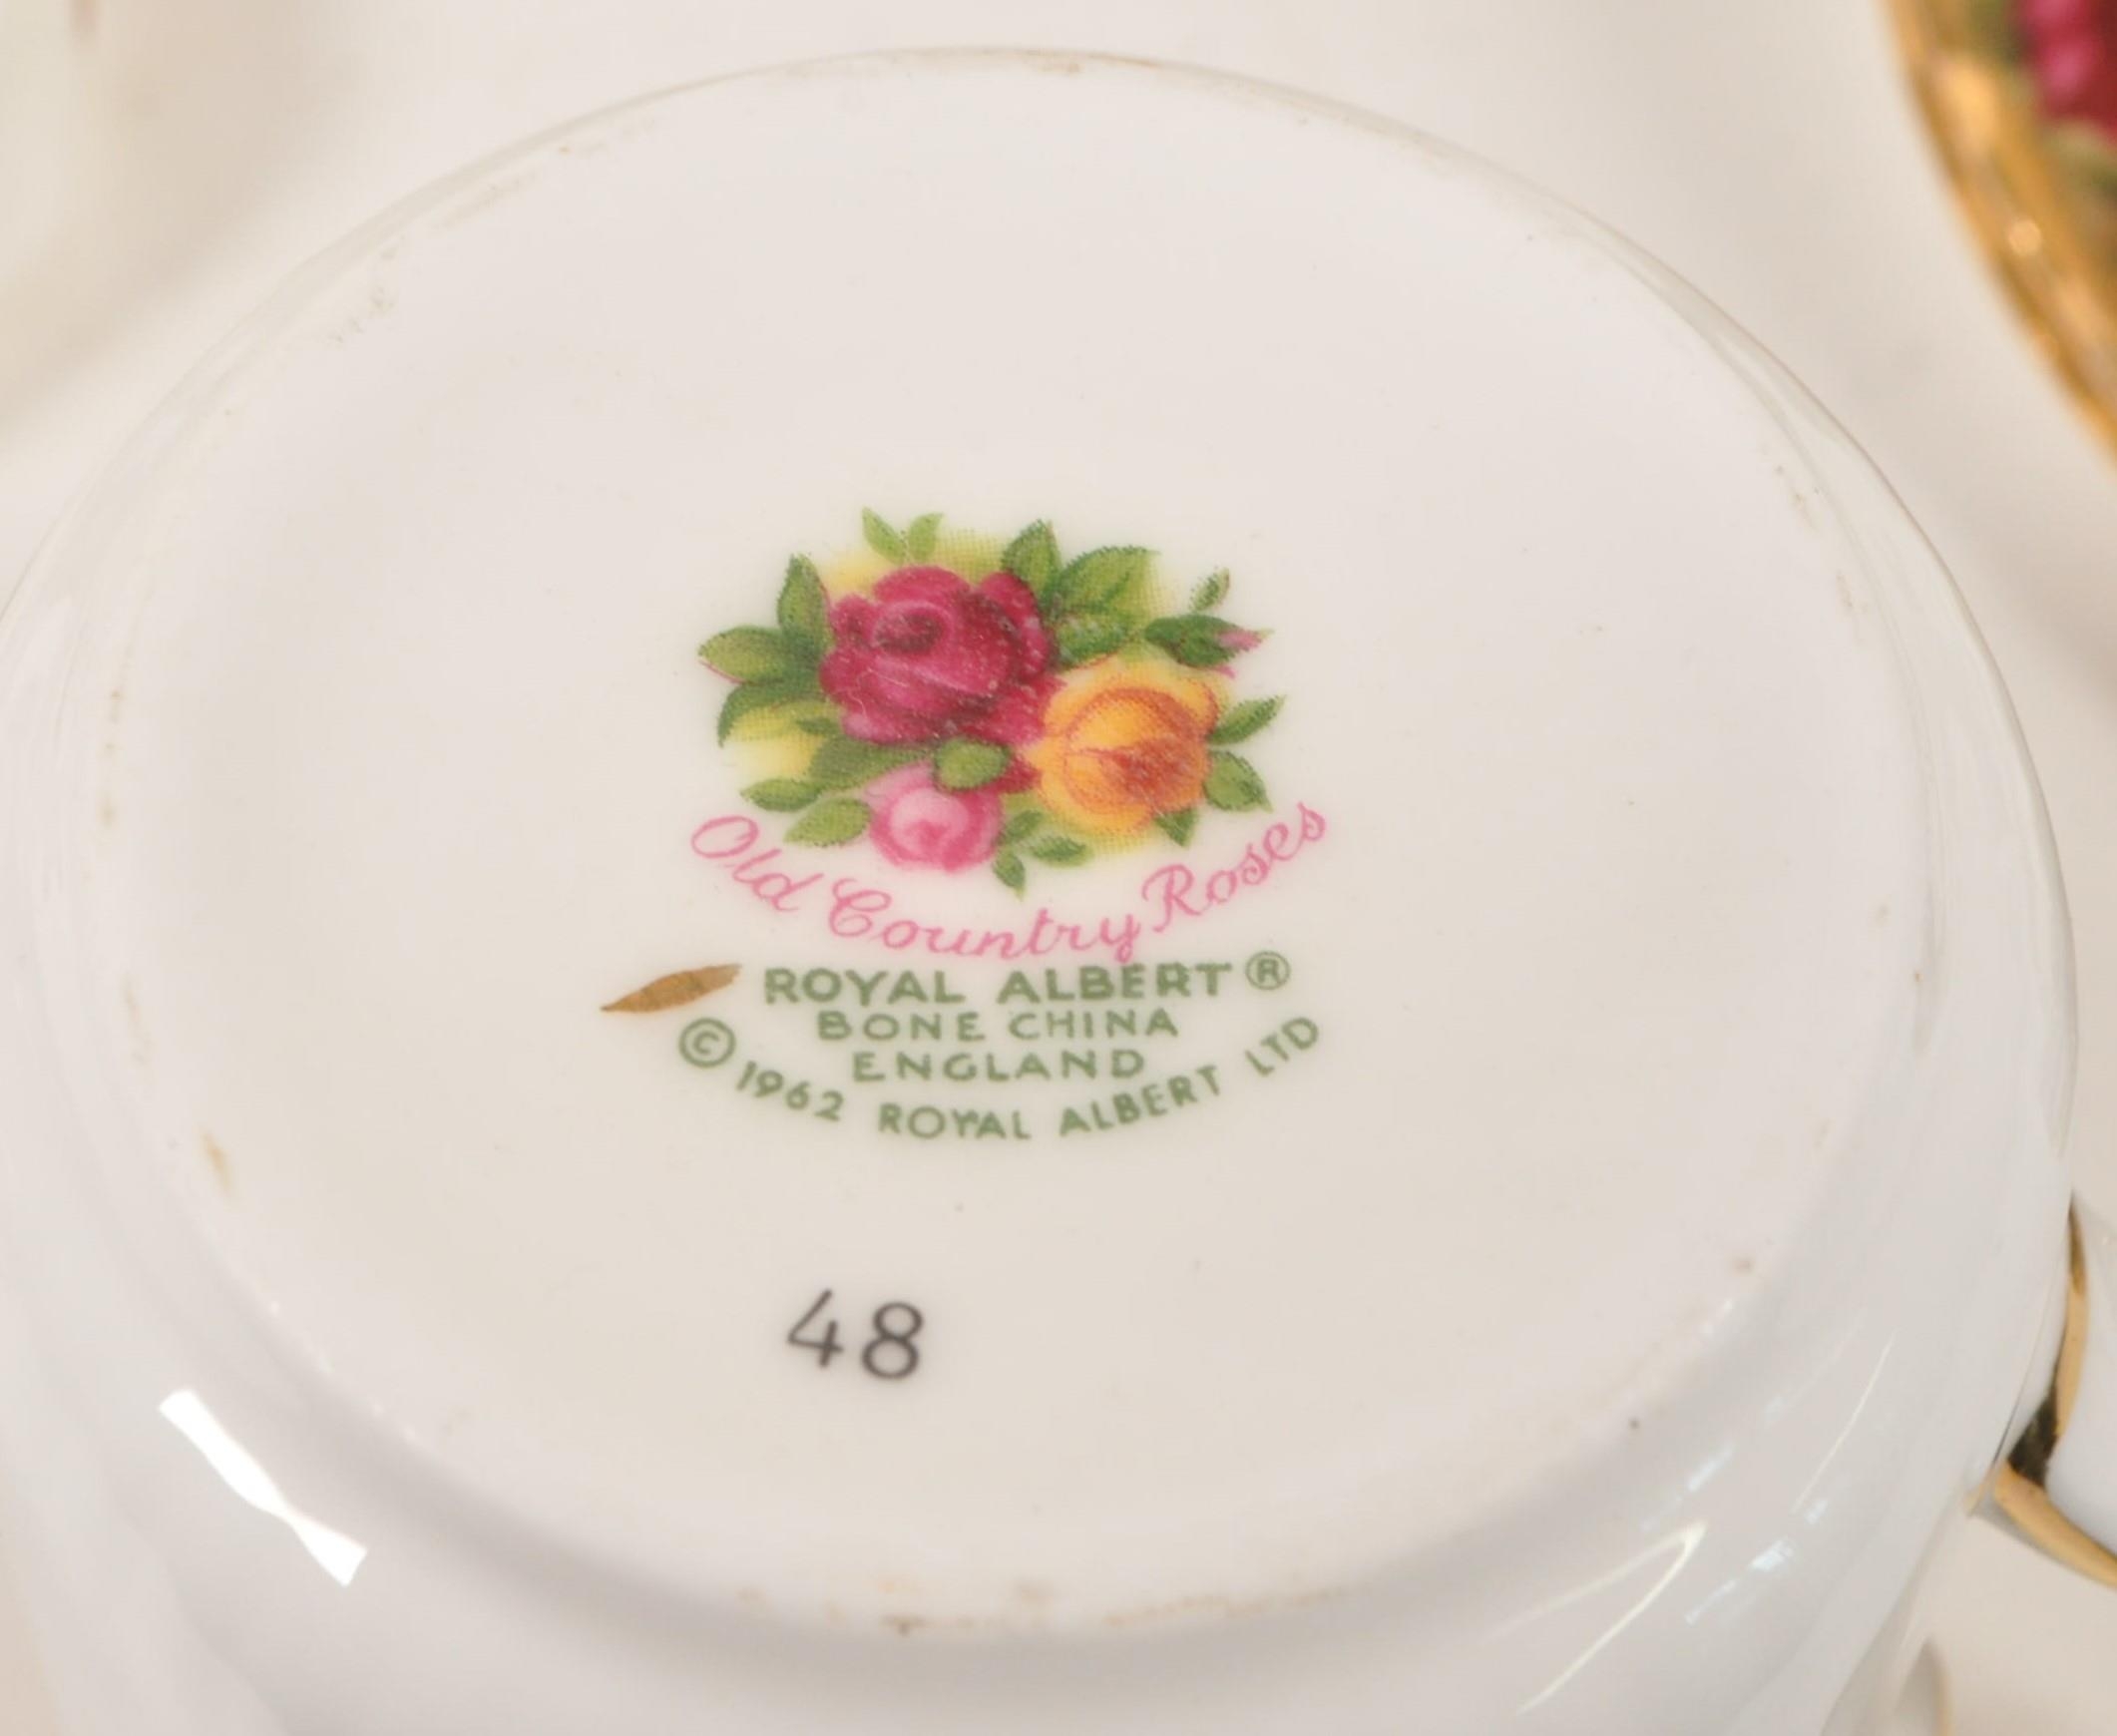 Old Country Roses
ROYAL ALBERT®
BONE CHINA
ENGLAND
© 1962 ROYAL ALBERT LTD
48